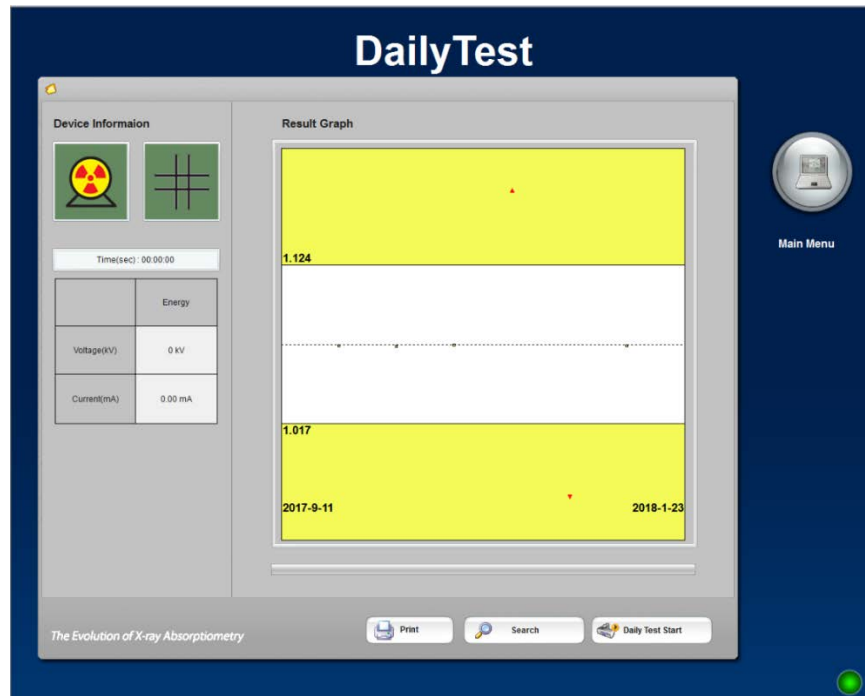 DailyTest
Device Informaion
Result Graph
Time(sec) : 00:00:00
Energy
Voltage(kV) 0 kV
Current(mA) 0.00 mA
1.124
1.017
2017-9-11 2018-1-23
Main Menu
The Evolution of X-ray Absorptiometry
Print Search Daily Test Start